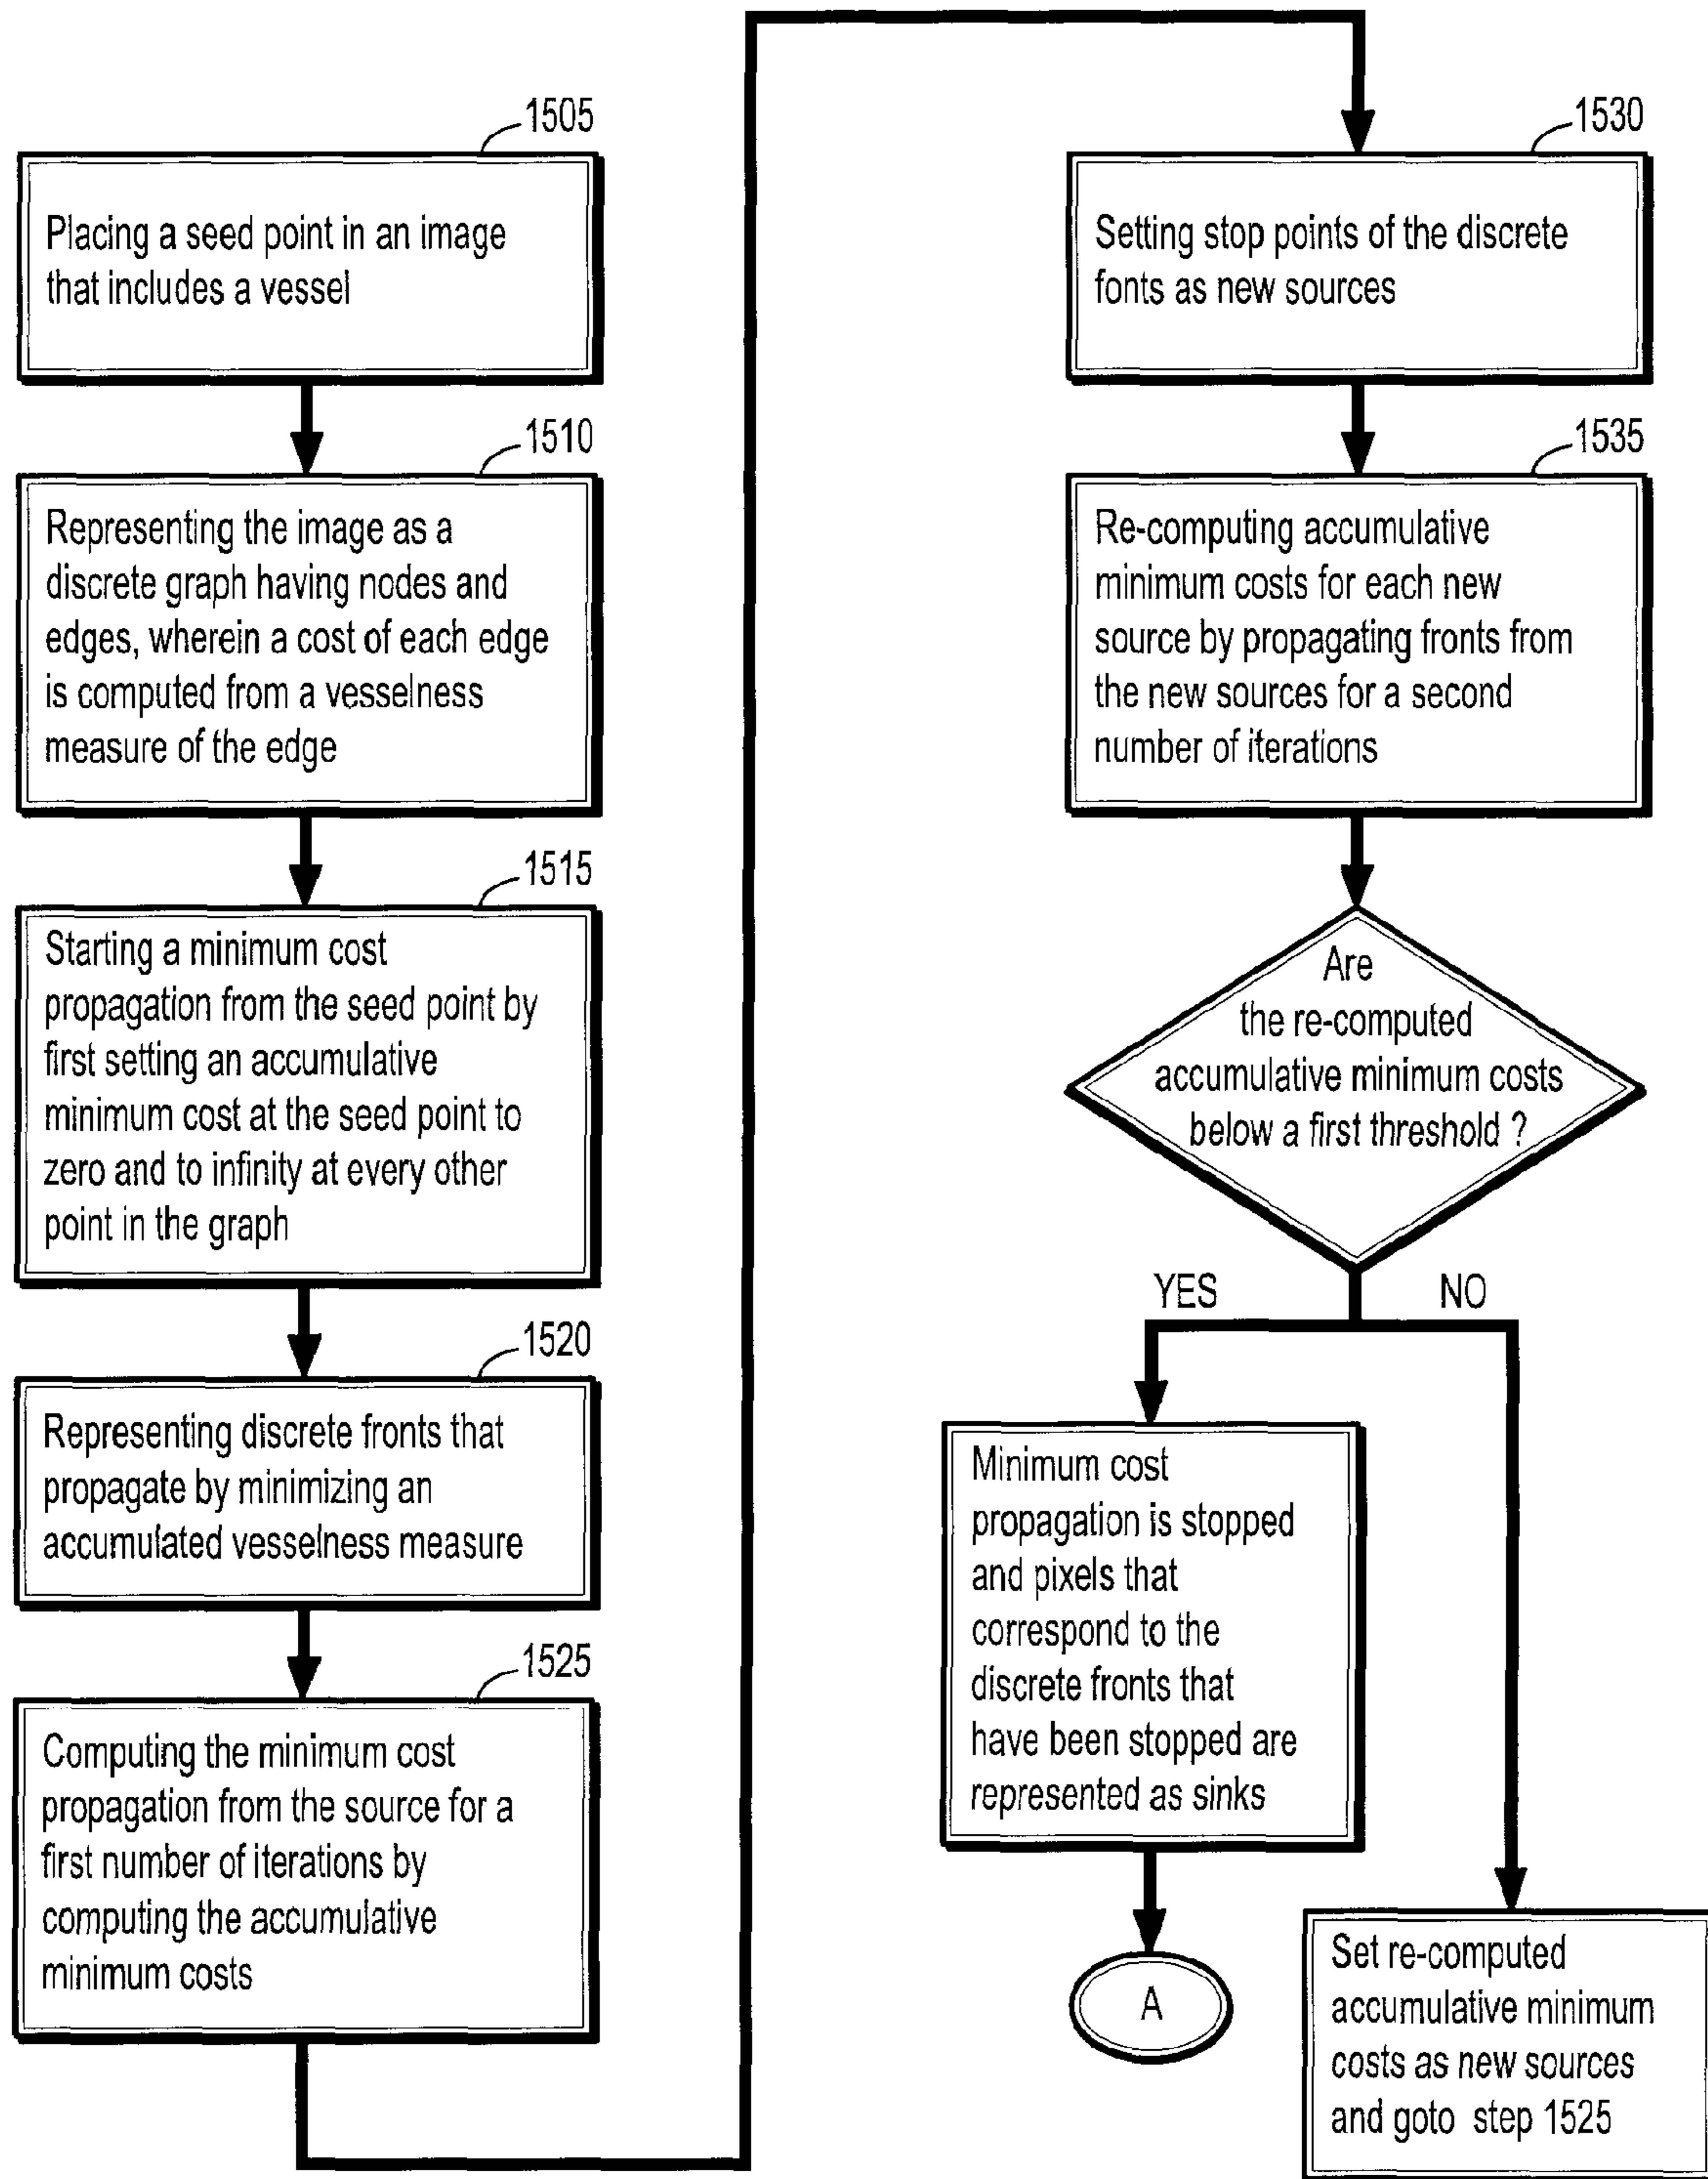 1505
Placing a seed point in an image
that includes a vessel
1510
Representing the image as a
discrete graph having nodes and
edges, wherein a cost of each edge
is computed from a vesselness
measure of the edge
1515
Starting a minimum cost
propagation from the seed point by
first setting an accumulative
minimum cost at the seed point to
zero and to infinity at every other
point in the graph
1520
Representing discrete fronts that
propagate by minimizing an
accumulated vesselness measure
1525
Computing the minimum cost
propagation from the source for a
first number of iterations by
computing the accumulative
minimum costs
1530
Setting stop points of the discrete
fonts as new sources
1535
Re-computing accumulative
minimum costs for each new
source by propagating fronts from
the new sources for a second
number of iterations
Are
the re-computed
accumulative minimum costs
below a first threshold ?
YES
NO
Minimum cost
propagation is stopped
and pixels that
correspond to the
discrete fronts that
have been stopped are
represented as sinks
A
Set re-computed
accumulative minimum
costs as new sources
and goto step 1525